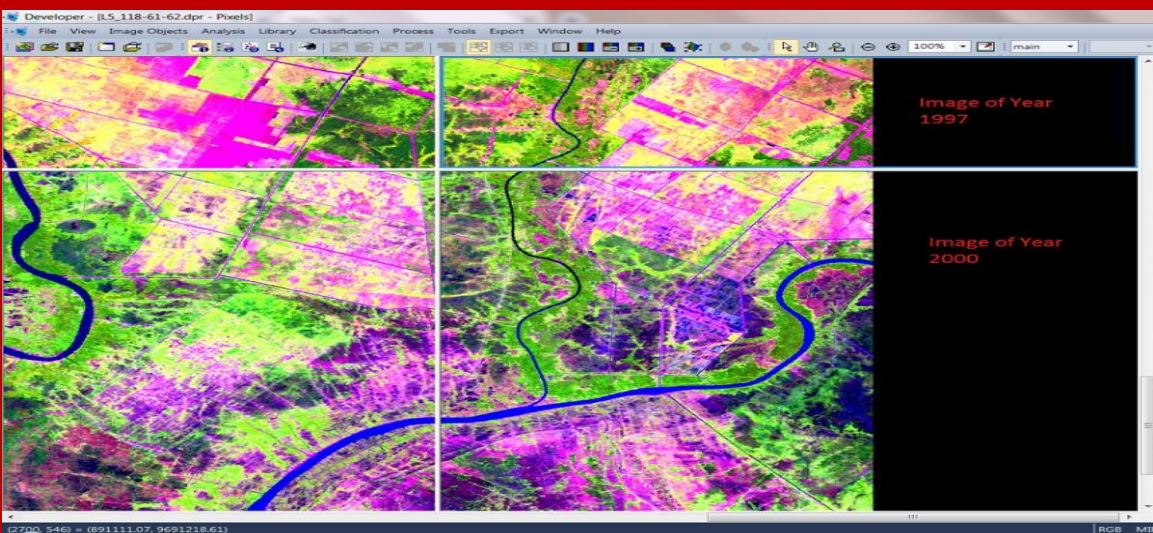 Developer - [L5_118-61-62.dpr - Pixels]
File View Image Objects Analysis Library Classification Process Tools Export Window Help
100% main
Image of Year
1997
Image of Year
2000
(2700, 546) = (891111.07, 9691218.61)
RGB